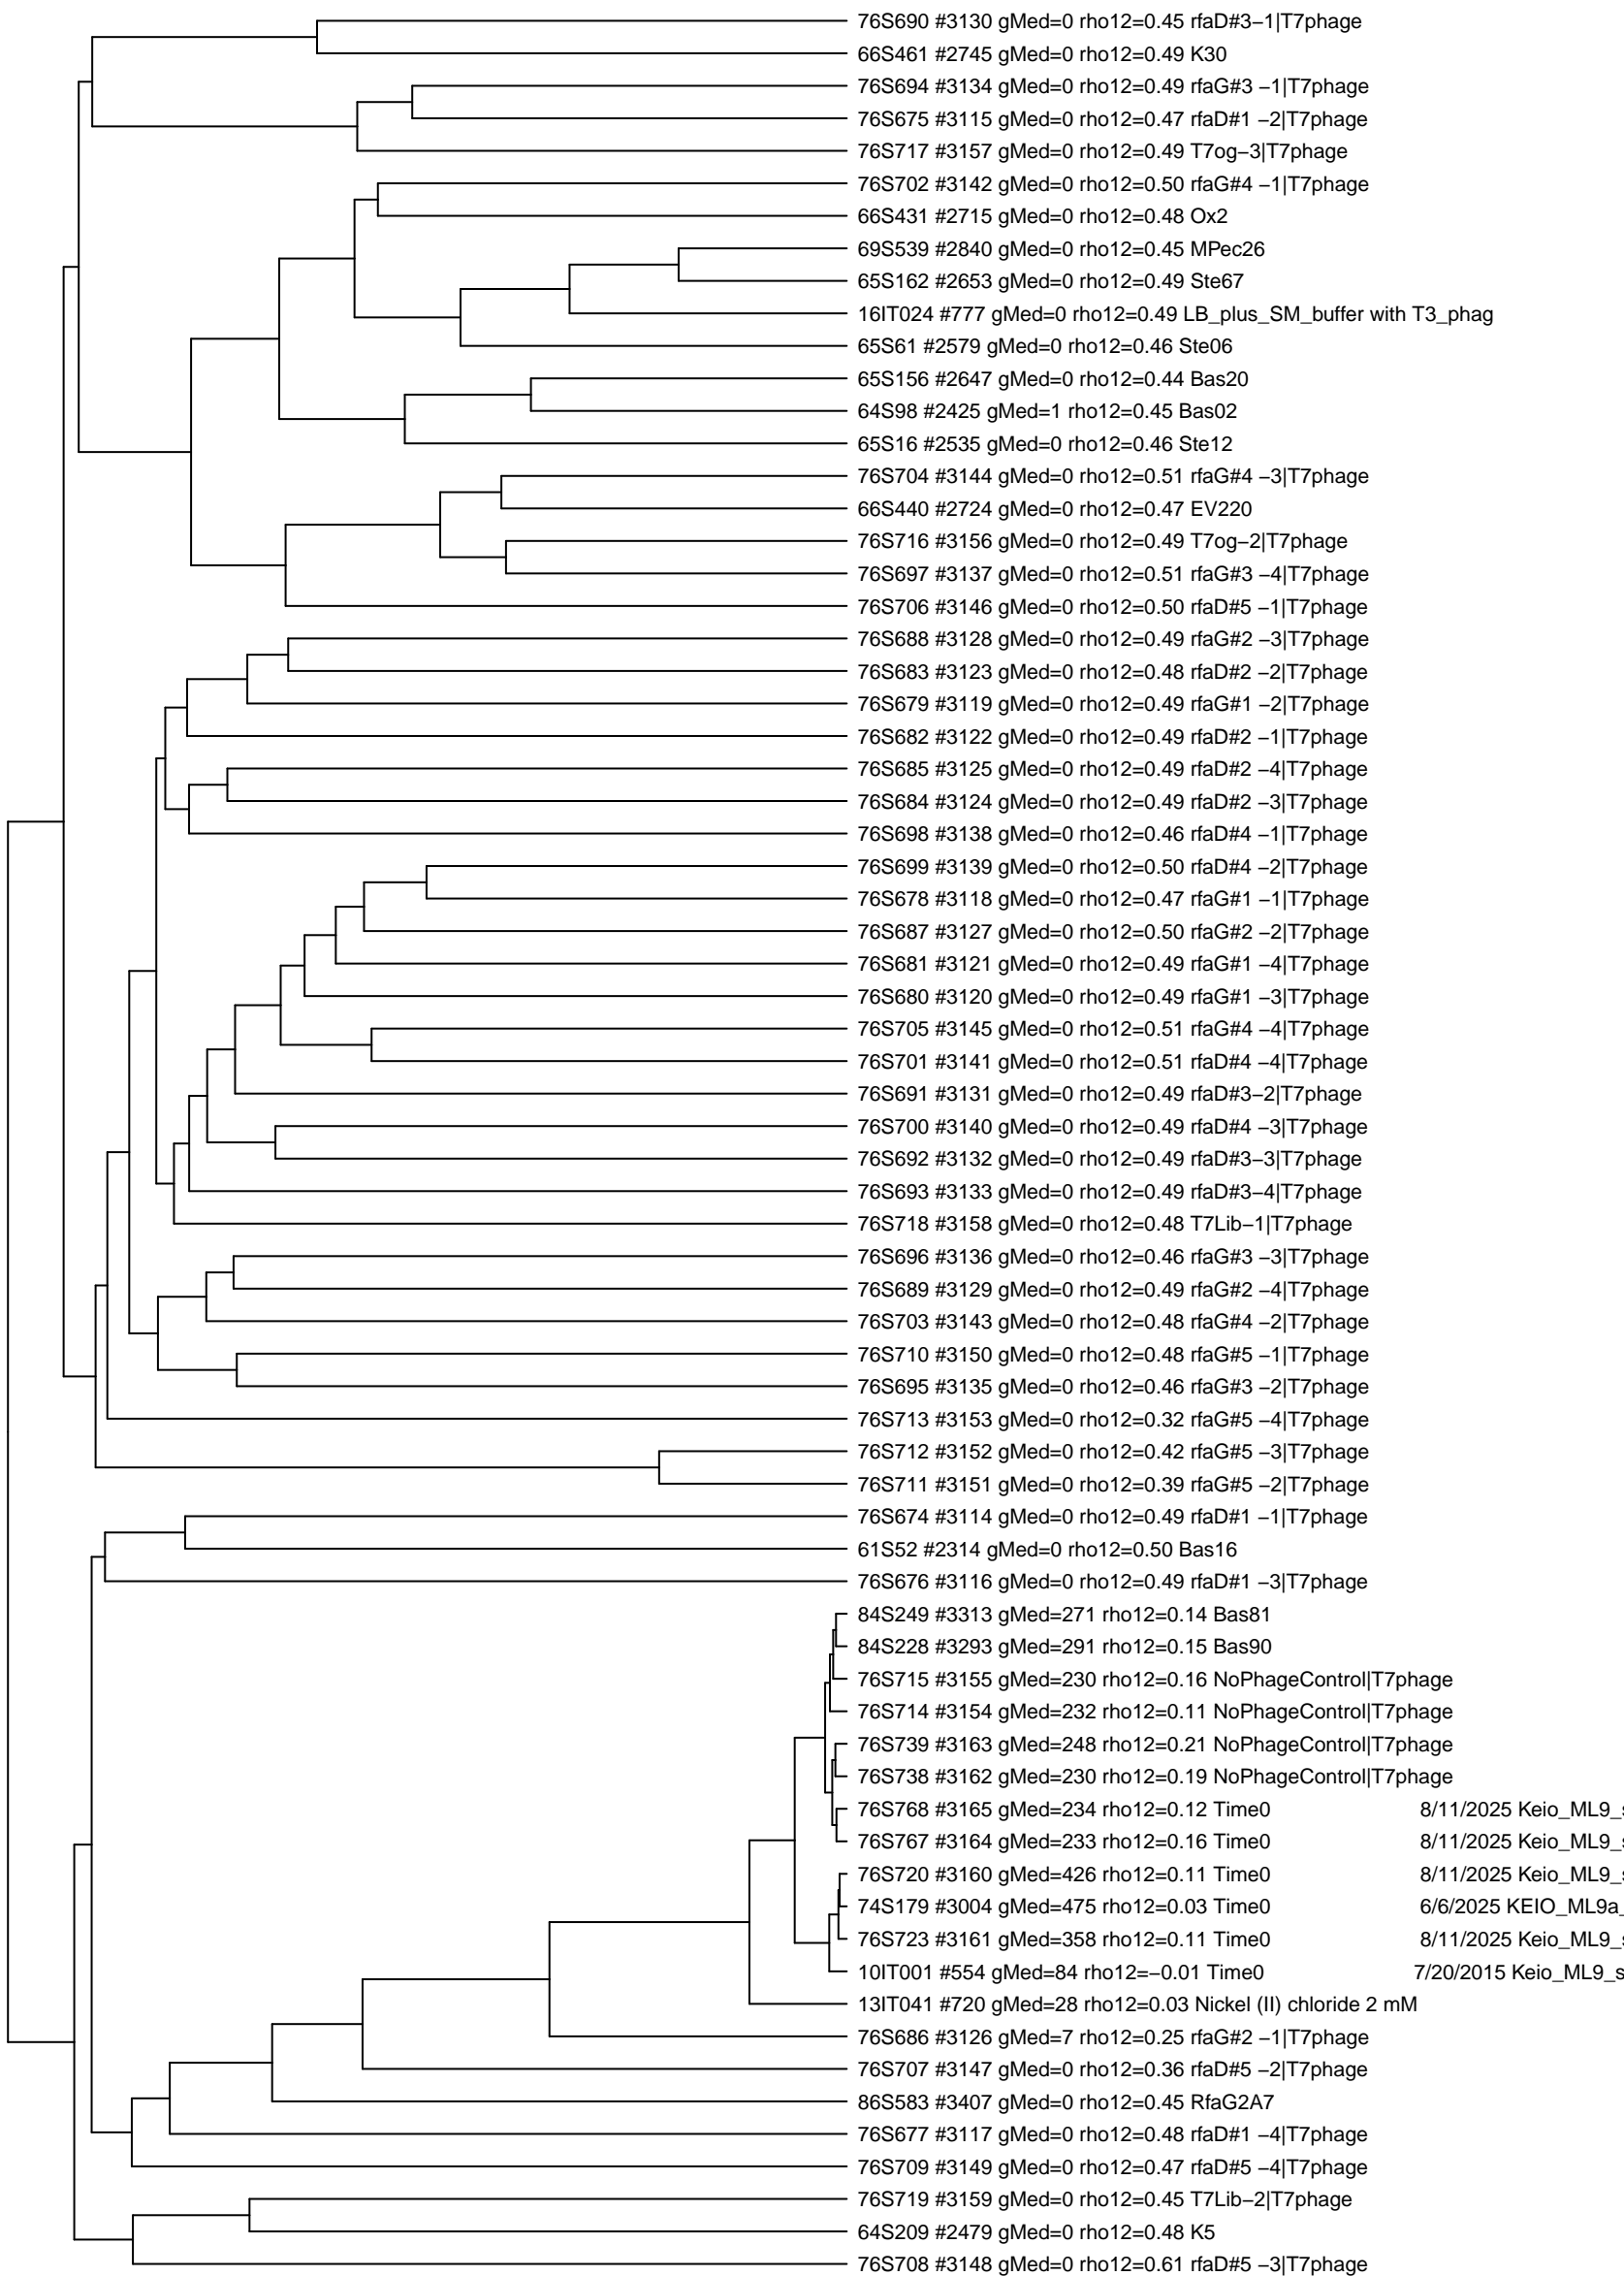 76S690 #3130 gMed=0 rho12=0.45 rfaD#3−1|T7phage
66S461 #2745 gMed=0 rho12=0.49 K30
76S694 #3134 gMed=0 rho12=0.49 rfaG#3 −1|T7phage
76S675 #3115 gMed=0 rho12=0.47 rfaD#1 −2|T7phage
76S717 #3157 gMed=0 rho12=0.49 T7og−3|T7phage
76S702 #3142 gMed=0 rho12=0.50 rfaG#4 −1|T7phage
66S431 #2715 gMed=0 rho12=0.48 Ox2
69S539 #2840 gMed=0 rho12=0.45 MPec26
65S162 #2653 gMed=0 rho12=0.49 Ste67
16IT024 #777 gMed=0 rho12=0.49 LB_plus_SM_buffer with T3_phag
65S61 #2579 gMed=0 rho12=0.46 Ste06
65S156 #2647 gMed=0 rho12=0.44 Bas20
64S98 #2425 gMed=1 rho12=0.45 Bas02
65S16 #2535 gMed=0 rho12=0.46 Ste12
76S704 #3144 gMed=0 rho12=0.51 rfaG#4 −3|T7phage
66S440 #2724 gMed=0 rho12=0.47 EV220
76S716 #3156 gMed=0 rho12=0.49 T7og−2|T7phage
76S697 #3137 gMed=0 rho12=0.51 rfaG#3 −4|T7phage
76S706 #3146 gMed=0 rho12=0.50 rfaD#5 −1|T7phage
76S688 #3128 gMed=0 rho12=0.49 rfaG#2 −3|T7phage
76S683 #3123 gMed=0 rho12=0.48 rfaD#2 −2|T7phage
76S679 #3119 gMed=0 rho12=0.49 rfaG#1 −2|T7phage
76S682 #3122 gMed=0 rho12=0.49 rfaD#2 −1|T7phage
76S685 #3125 gMed=0 rho12=0.49 rfaD#2 −4|T7phage
76S684 #3124 gMed=0 rho12=0.49 rfaD#2 −3|T7phage
76S698 #3138 gMed=0 rho12=0.46 rfaD#4 −1|T7phage
76S699 #3139 gMed=0 rho12=0.50 rfaD#4 −2|T7phage
76S678 #3118 gMed=0 rho12=0.47 rfaG#1 −1|T7phage
76S687 #3127 gMed=0 rho12=0.50 rfaG#2 −2|T7phage
76S681 #3121 gMed=0 rho12=0.49 rfaG#1 −4|T7phage
76S680 #3120 gMed=0 rho12=0.49 rfaG#1 −3|T7phage
76S705 #3145 gMed=0 rho12=0.51 rfaG#4 −4|T7phage
76S701 #3141 gMed=0 rho12=0.51 rfaD#4 −4|T7phage
76S691 #3131 gMed=0 rho12=0.49 rfaD#3−2|T7phage
76S700 #3140 gMed=0 rho12=0.49 rfaD#4 −3|T7phage
76S692 #3132 gMed=0 rho12=0.49 rfaD#3−3|T7phage
76S693 #3133 gMed=0 rho12=0.49 rfaD#3−4|T7phage
76S718 #3158 gMed=0 rho12=0.48 T7Lib−1|T7phage
76S696 #3136 gMed=0 rho12=0.46 rfaG#3 −3|T7phage
76S689 #3129 gMed=0 rho12=0.49 rfaG#2 −4|T7phage
76S703 #3143 gMed=0 rho12=0.48 rfaG#4 −2|T7phage
76S710 #3150 gMed=0 rho12=0.48 rfaG#5 −1|T7phage
76S695 #3135 gMed=0 rho12=0.46 rfaG#3 −2|T7phage
76S713 #3153 gMed=0 rho12=0.32 rfaG#5 −4|T7phage
76S712 #3152 gMed=0 rho12=0.42 rfaG#5 −3|T7phage
76S711 #3151 gMed=0 rho12=0.39 rfaG#5 −2|T7phage
76S674 #3114 gMed=0 rho12=0.49 rfaD#1 −1|T7phage
61S52 #2314 gMed=0 rho12=0.50 Bas16
76S676 #3116 gMed=0 rho12=0.49 rfaD#1 −3|T7phage
84S249 #3313 gMed=271 rho12=0.14 Bas81
84S228 #3293 gMed=291 rho12=0.15 Bas90
76S715 #3155 gMed=230 rho12=0.16 NoPhageControl|T7phage
76S714 #3154 gMed=232 rho12=0.11 NoPhageControl|T7phage
76S739 #3163 gMed=248 rho12=0.21 NoPhageControl|T7phage
76S738 #3162 gMed=230 rho12=0.19 NoPhageControl|T7phage
76S768 #3165 gMed=234 rho12=0.12 Time0 8/11/2025 Keio_ML9_s
76S767 #3164 gMed=233 rho12=0.16 Time0 8/11/2025 Keio_ML9_s
76S720 #3160 gMed=426 rho12=0.11 Time0 8/11/2025 Keio_ML9_s
74S179 #3004 gMed=475 rho12=0.03 Time0 6/6/2025 KEIO_ML9a_
76S723 #3161 gMed=358 rho12=0.11 Time0 8/11/2025 Keio_ML9_s
10IT001 #554 gMed=84 rho12=−0.01 Time0 7/20/2015 Keio_ML9_s
13IT041 #720 gMed=28 rho12=0.03 Nickel (II) chloride 2 mM
76S686 #3126 gMed=7 rho12=0.25 rfaG#2 −1|T7phage
76S707 #3147 gMed=0 rho12=0.36 rfaD#5 −2|T7phage
86S583 #3407 gMed=0 rho12=0.45 RfaG2A7
76S677 #3117 gMed=0 rho12=0.48 rfaD#1 −4|T7phage
76S709 #3149 gMed=0 rho12=0.47 rfaD#5 −4|T7phage
76S719 #3159 gMed=0 rho12=0.45 T7Lib−2|T7phage
64S209 #2479 gMed=0 rho12=0.48 K5
76S708 #3148 gMed=0 rho12=0.61 rfaD#5 −3|T7phage